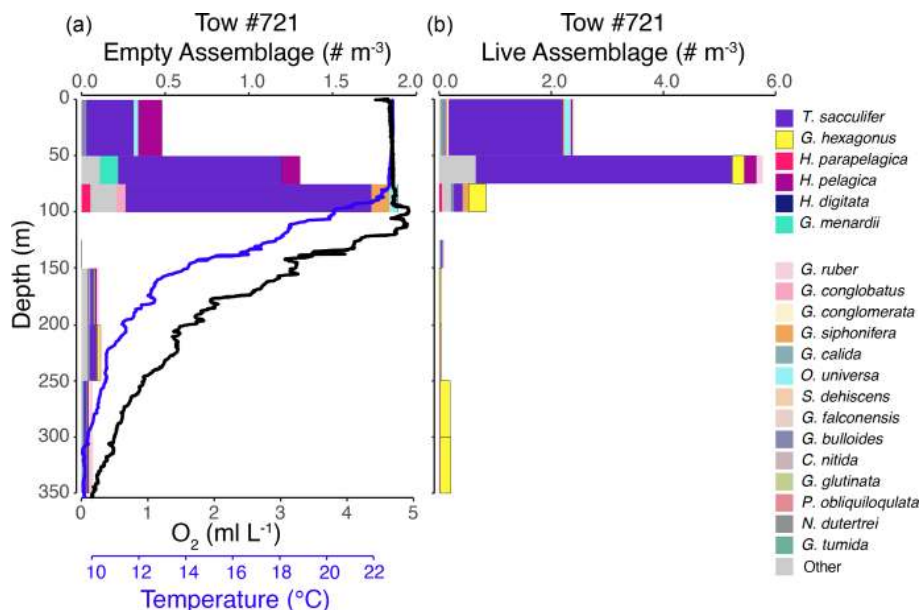 (a) Tow #721
Empty Assemblage (# m⁻³)
0.0 0.5 1.0 1.5 2.0
0
50
100
150
200
250
300
350
Depth (m)
0 1 2 3 4 5
O₂ (ml L⁻¹)
10 12 14 16 18 20 22
Temperature (°C)
(b) Tow #721
Live Assemblage (# m⁻³)
0.0 2.0 4.0 6.0
T. sacculifer
G. hexagonus
H. parapelagica
H. pelagica
H. digitata
G. menardii
G. ruber
G. conglobatus
G. conglomerata
G. siphonifera
G. calida
O. universa
S. dehiscens
G. falconensis
G. bulloides
C. nitida
G. glutinata
P. obliquiloqulata
N. dutertrei
G. tumida
Other